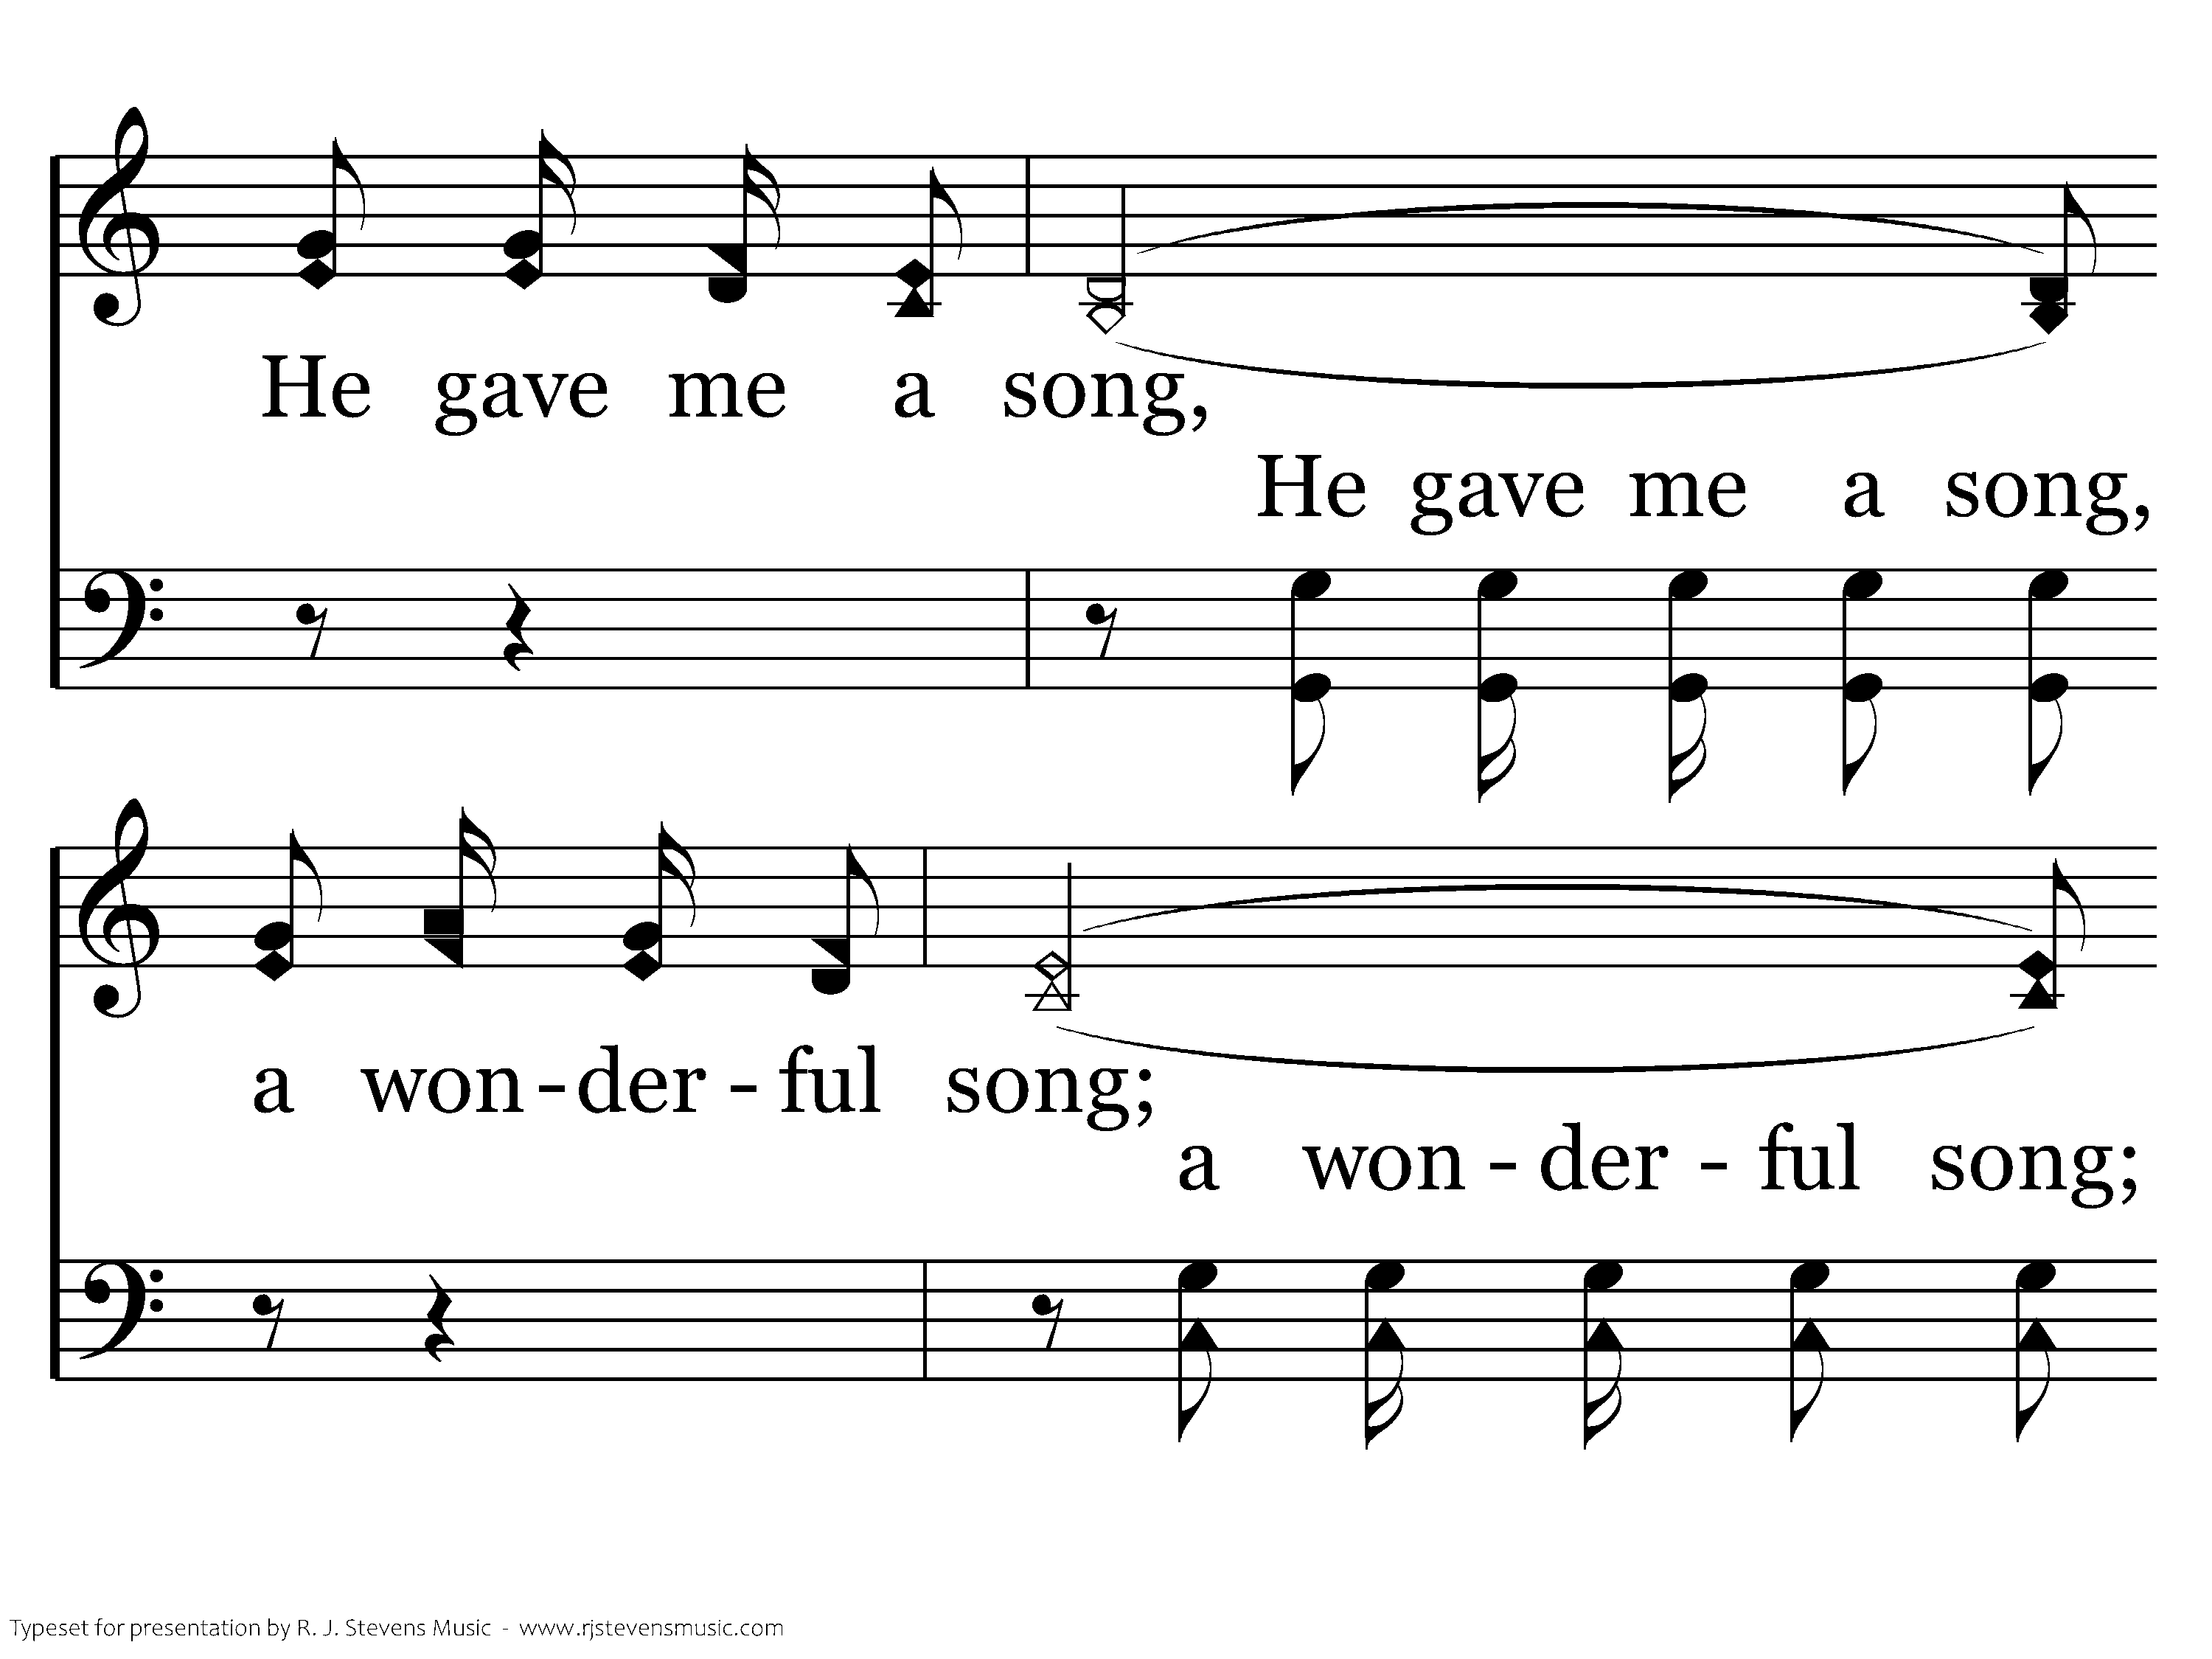 He gave me a song,
He gave me a song,
a won - der - ful song;
a won - der - ful song;
Typeset for presentation by R. J. Stevens Music - www.rjstevensmusic.com